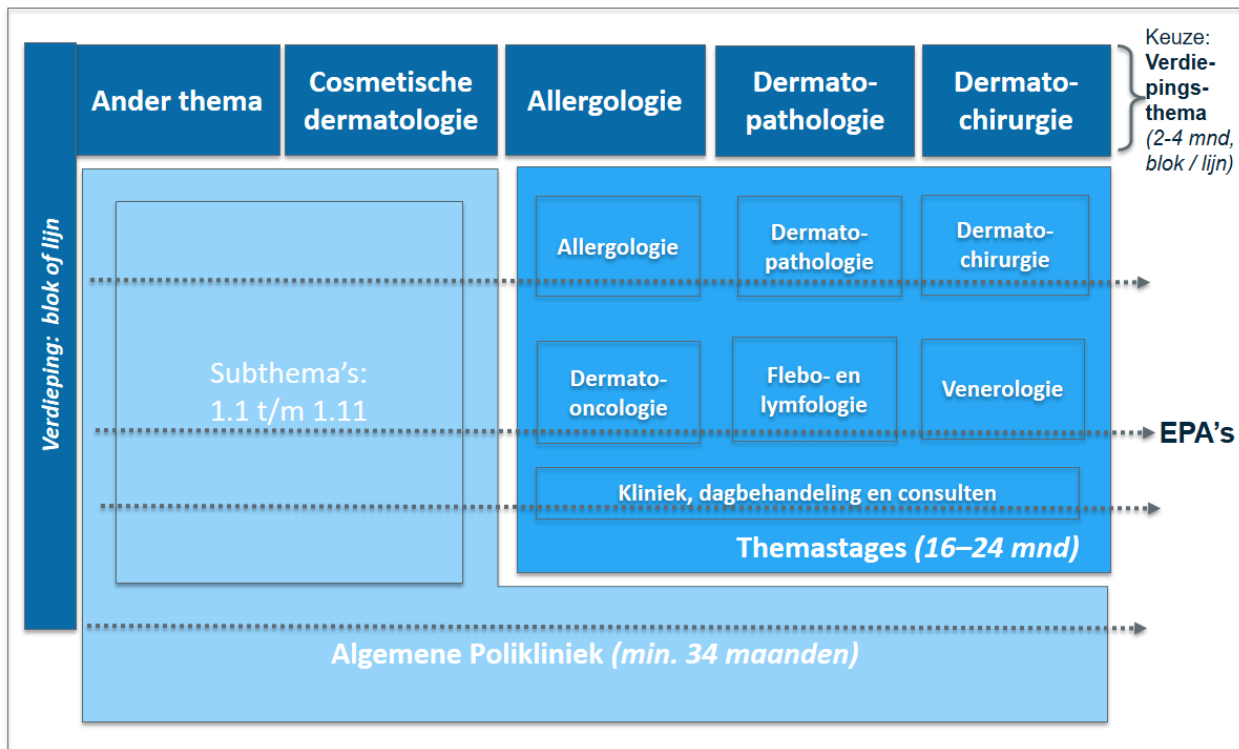 Verdieping: blok of lijn
Ander thema
Cosmetische
dermatologie
Allergologie
Dermato-
pathologie
Dermato-
chirurgie
Keuze:
Verdie-
pings-
thema
(2-4 mnd,
blok / lijn)
Subthema's:
1.1 t/m 1.11
Allergologie
Dermato-
pathologie
Dermato-
chirurgie
Dermato-
oncologie
Flebo- en
lymfologie
Venerologie
Kliniek, dagbehandeling en consulten
Themastages (16–24 mnd)
EPA's
Algemene Polikliniek (min. 34 maanden)